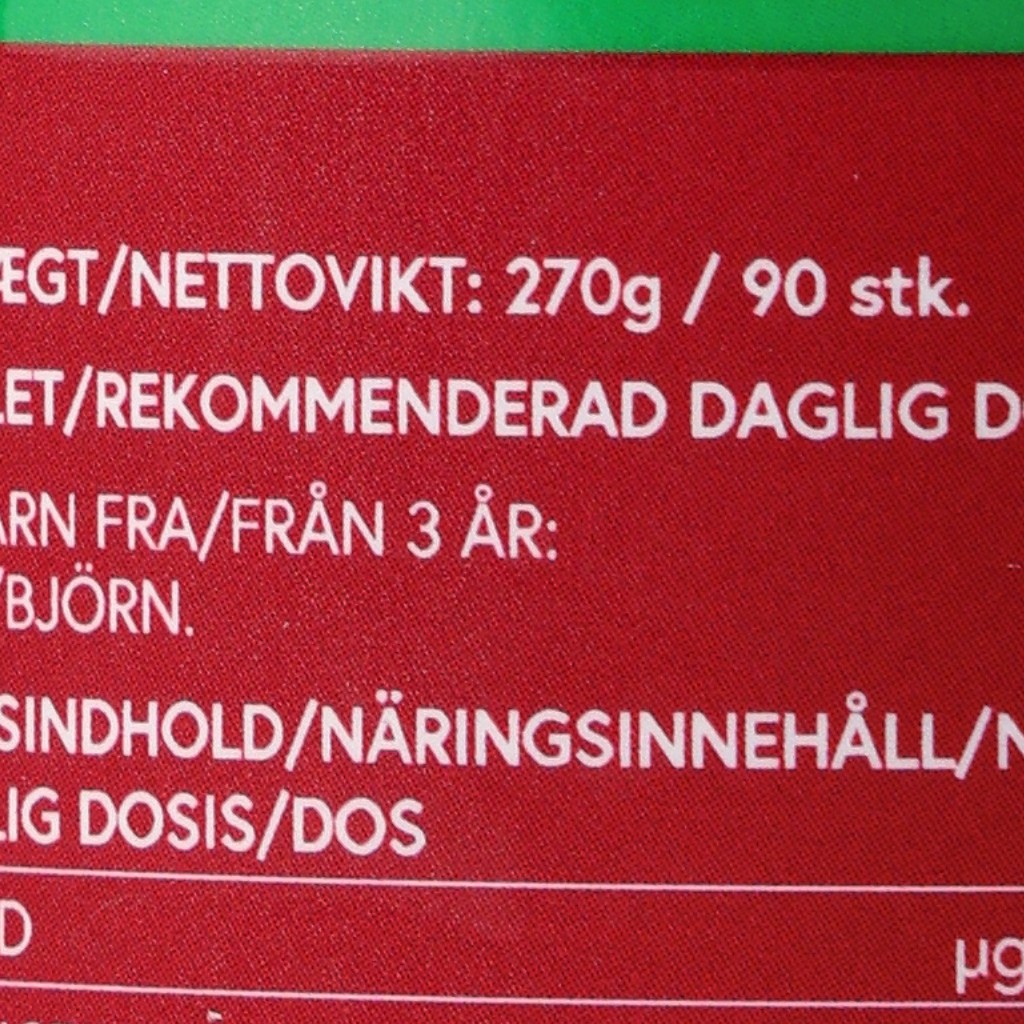 ÆGT/NETTOVIKT: 270g / 90 stk.
LET/REKOMMENDERAD DAGLIG D
ARN FRA/FRÅN 3 ÅR:
/BJÖRN.
SINDHOLD/NÄRINGSINNEHÅLL/N
LIG DOSIS/DOS
D µg